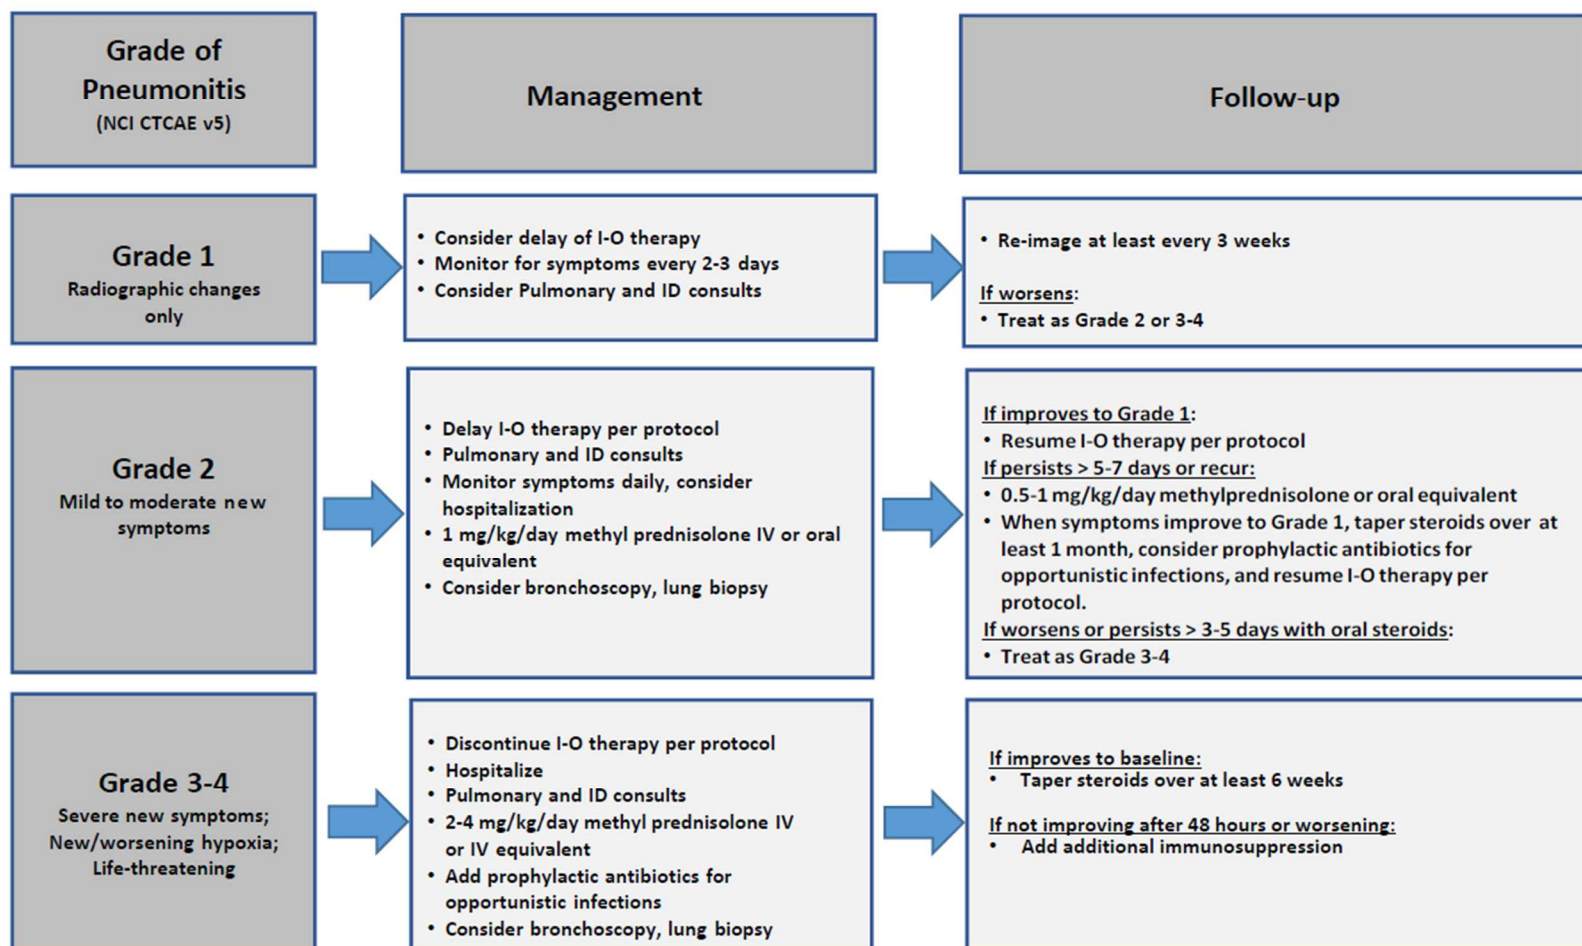 Grade of
Pneumonitis
(NCI CTCAE v5)
Management
Follow-up
Grade 1
Radiographic changes
only
• Consider delay of I-O therapy
• Monitor for symptoms every 2-3 days
• Consider Pulmonary and ID consults
• Re-image at least every 3 weeks
If worsens:
• Treat as Grade 2 or 3-4
Grade 2
Mild to moderate new
symptoms
• Delay I-O therapy per protocol
• Pulmonary and ID consults
• Monitor symptoms daily, consider
hospitalization
• 1 mg/kg/day methyl prednisolone IV or oral
equivalent
• Consider bronchoscopy, lung biopsy
If improves to Grade 1:
• Resume I-O therapy per protocol
If persists > 5-7 days or recur:
• 0.5-1 mg/kg/day methylprednisolone or oral equivalent
• When symptoms improve to Grade 1, taper steroids over at
least 1 month, consider prophylactic antibiotics for
opportunistic infections, and resume I-O therapy per
protocol.
If worsens or persists > 3-5 days with oral steroids:
• Treat as Grade 3-4
Grade 3-4
Severe new symptoms;
New/worsening hypoxia;
Life-threatening
• Discontinue I-O therapy per protocol
• Hospitalize
• Pulmonary and ID consults
• 2-4 mg/kg/day methyl prednisolone IV
or IV equivalent
• Add prophylactic antibiotics for
opportunistic infections
• Consider bronchoscopy, lung biopsy
If improves to baseline:
• Taper steroids over at least 6 weeks
If not improving after 48 hours or worsening:
• Add additional immunosuppression